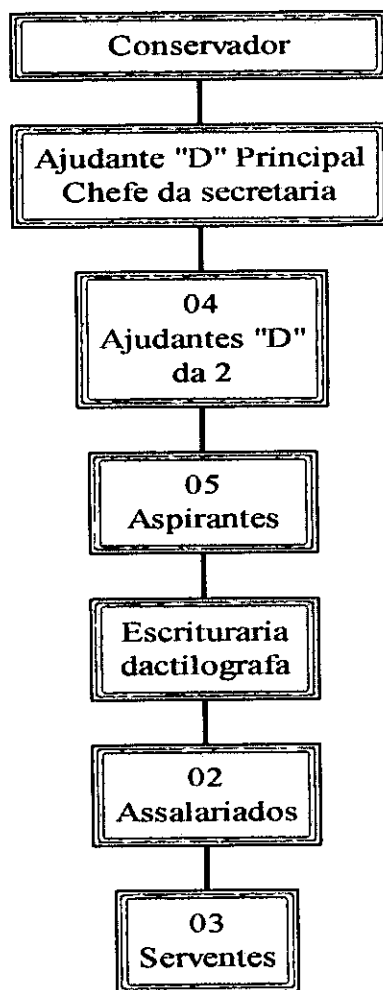 Conservador
Ajudante "D" Principal
Chefe da secretaria
04
Ajudantes "D"
da 2
05
Aspirantes
Escrituraria
dactilografa
02
Assalariados
03
Serventes